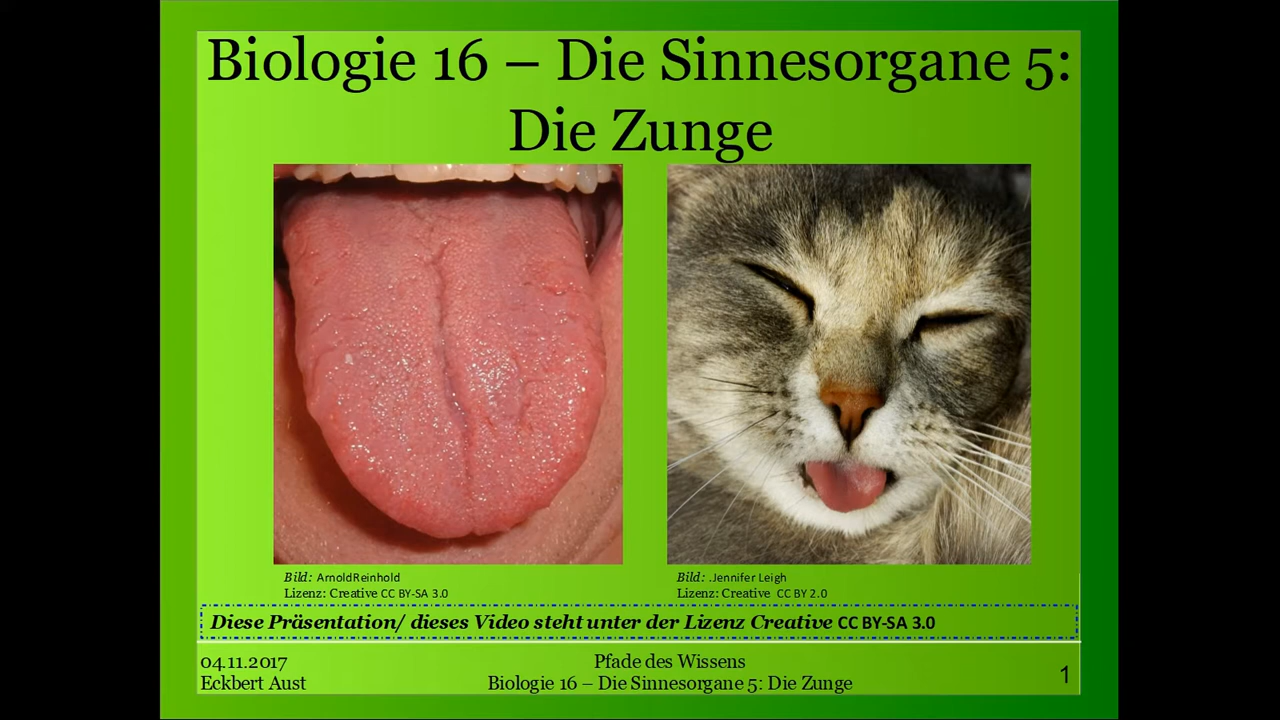 Biologie 16 – Die Sinnesorgane 5:
Die Zunge
Bild: ArnoldReinhold
Lizenz: Creative CC BY-SA 3.0
Bild: .Jennifer Leigh
Lizenz: Creative CC BY 2.0
Diese Präsentation/ dieses Video steht unter der Lizenz Creative CC BY-SA 3.0
04.11.2017
Eckbert Aust
Pfade des Wissens
Biologie 16 – Die Sinnesorgane 5: Die Zunge
1